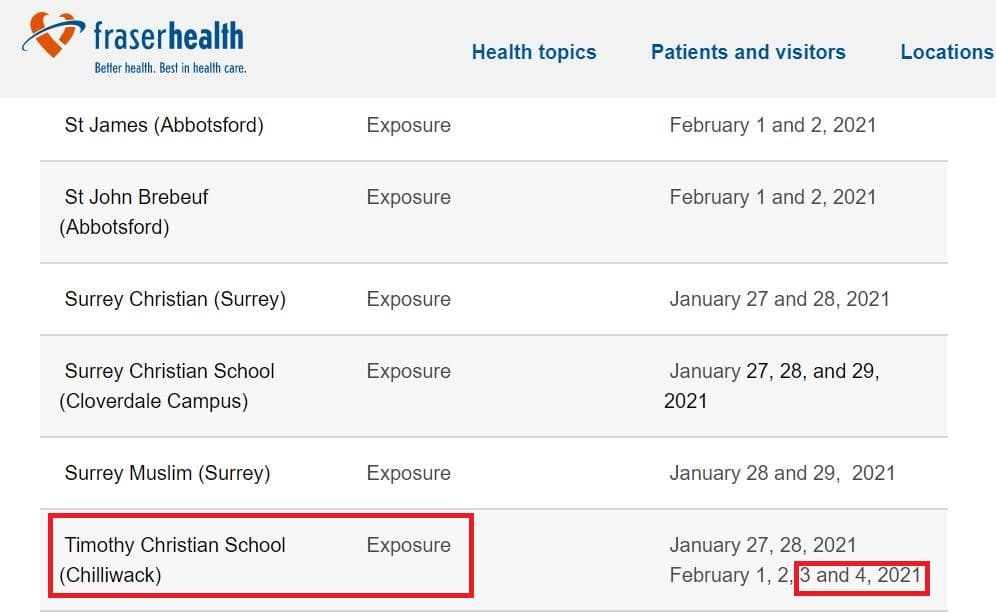 fraserhealth
Better health. Best in health care.
Health topics Patients and visitors Locations
St James (Abbotsford) Exposure February 1 and 2, 2021
St John Brebeuf Exposure February 1 and 2, 2021
(Abbotsford)
Surrey Christian (Surrey) Exposure January 27 and 28, 2021
Surrey Christian School Exposure January 27, 28, and 29,
(Cloverdale Campus) 2021
Surrey Muslim (Surrey) Exposure January 28 and 29, 2021
Timothy Christian School Exposure January 27, 28, 2021
(Chilliwack) February 1, 2, 3 and 4, 2021